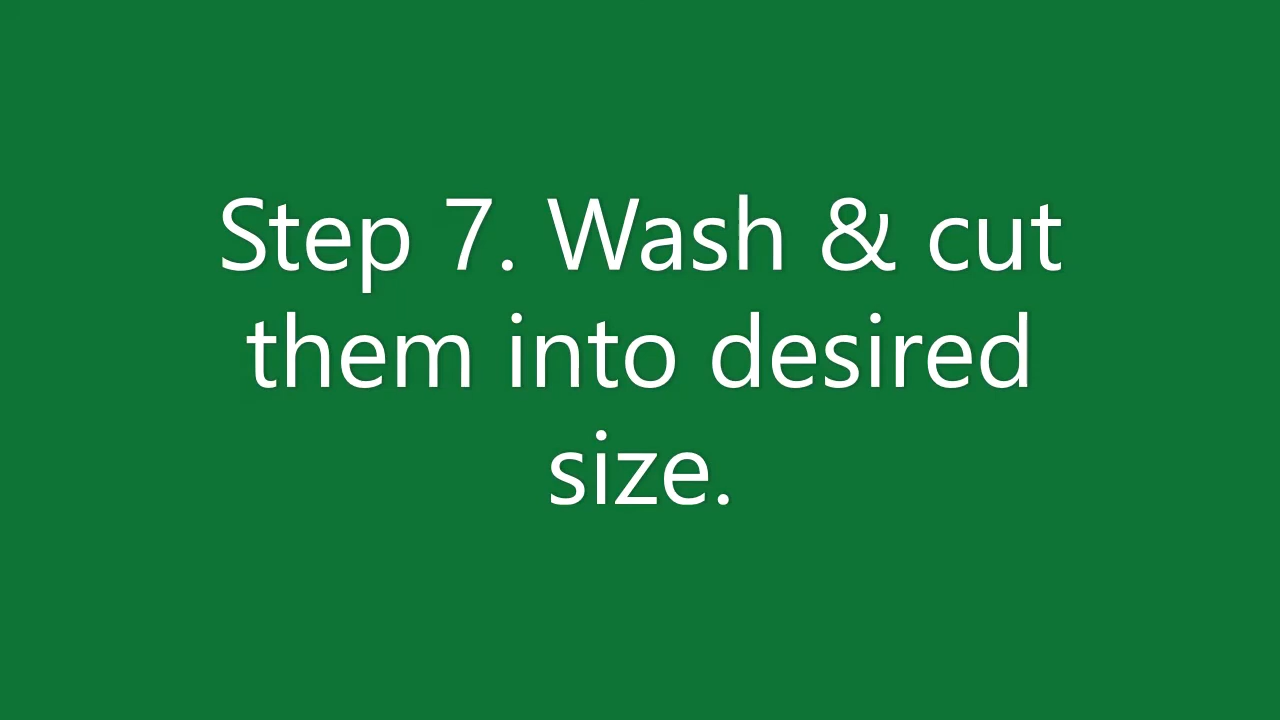 Step 7. Wash & cut
them into desired
size.